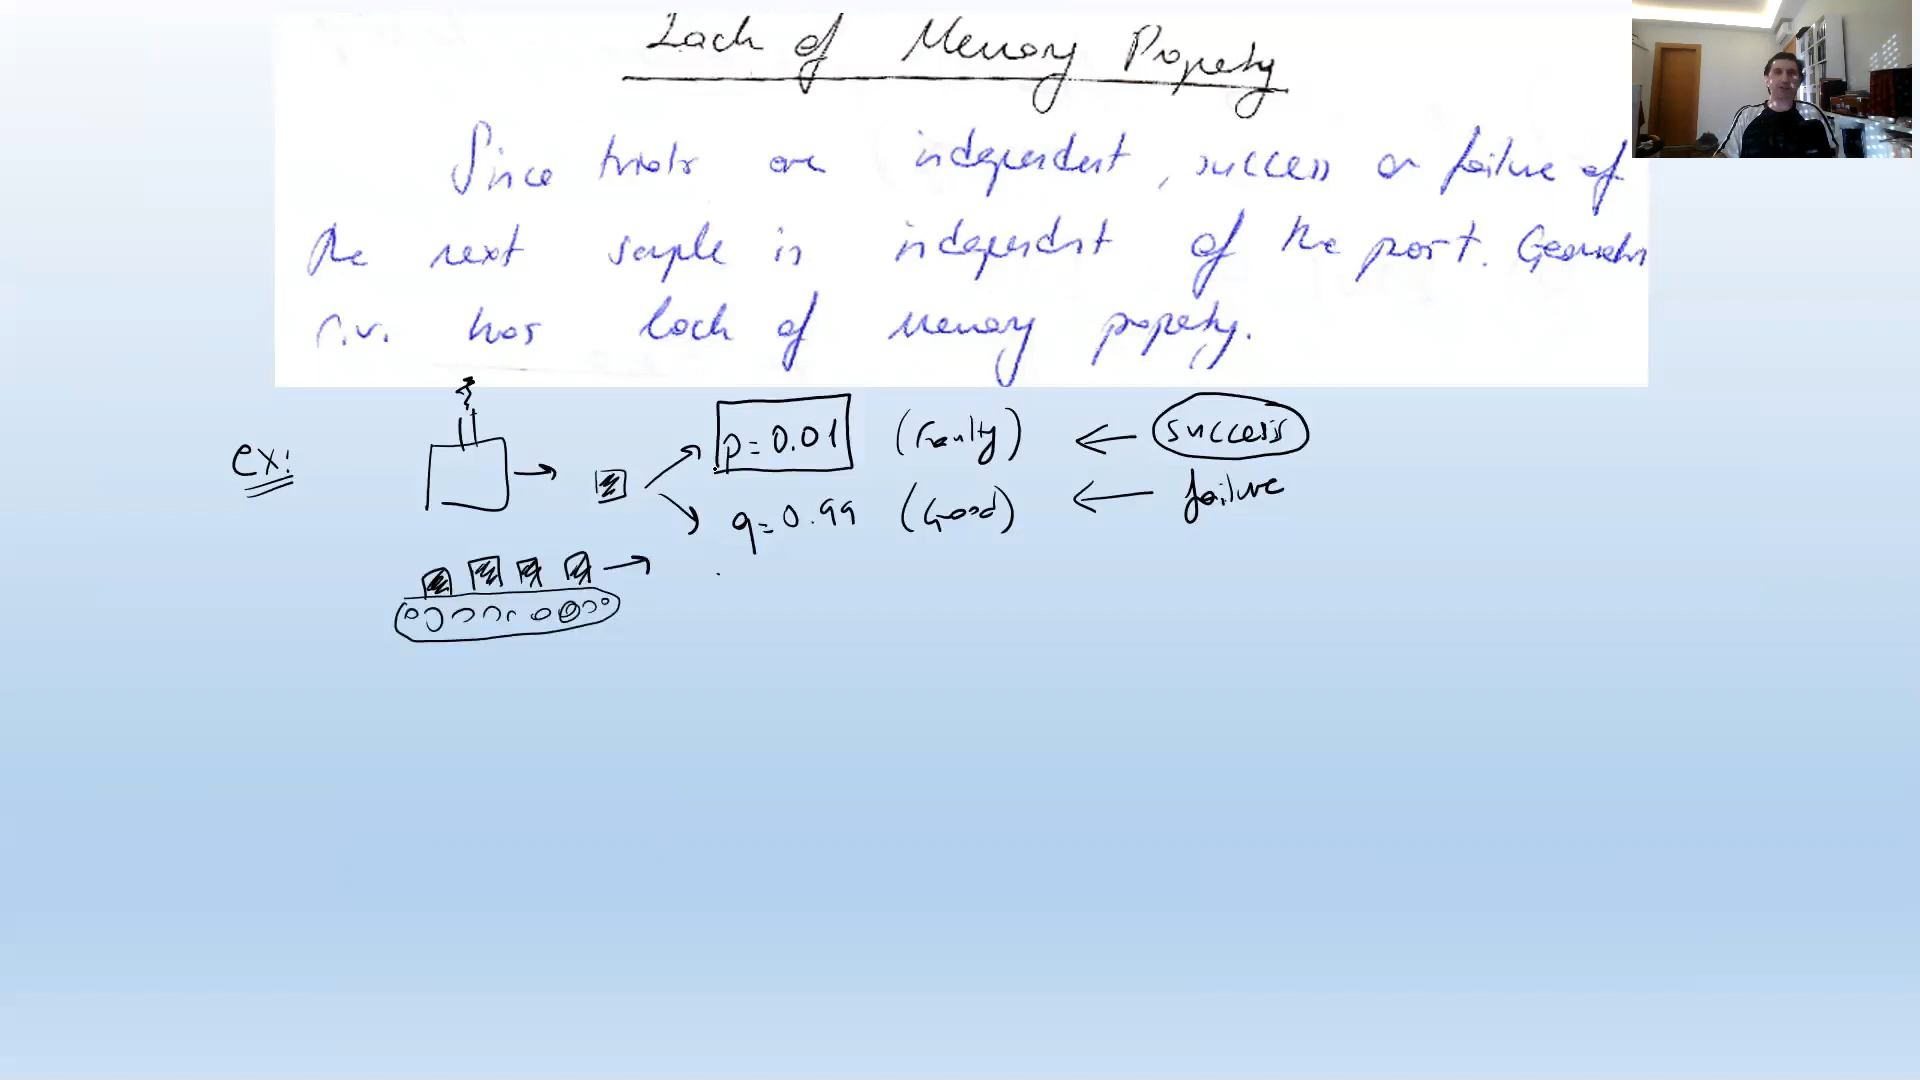 Lack of Memory Property
Since trials are independent, success or failure of
the next sample is independent of the past. Geometric
r.v. has lack of memory property.
ex:
p=0.01 (Faulty) ← success
q=0.99 (Good) ← failure